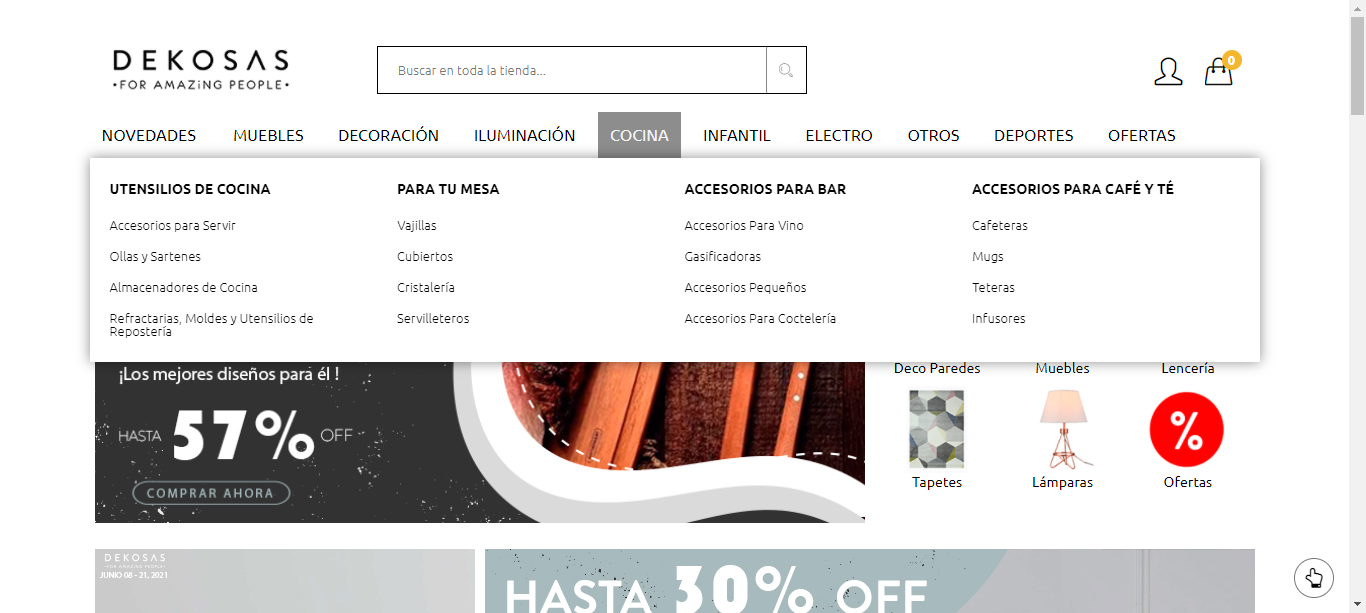 DEKOSAS
•FOR AMAZiNG PEOPLE•
Buscar en toda la tienda...
0
NOVEDADES MUEBLES DECORACIÓN ILUMINACIÓN COCINA INFANTIL ELECTRO OTROS DEPORTES OFERTAS
UTENSILIOS DE COCINA
Accesorios para Servir
Ollas y Sartenes
Almacenadores de Cocina
Refractarias, Moldes y Utensilios de
Repostería
PARA TU MESA
Vajillas
Cubiertos
Cristalería
Servilleteros
ACCESORIOS PARA BAR
Accesorios Para Vino
Gasificadoras
Accesorios Pequeños
Accesorios Para Coctelería
ACCESORIOS PARA CAFÉ Y TÉ
Cafeteras
Mugs
Teteras
Infusores
¡Los mejores diseños para él !
HASTA 57% OFF
COMPRAR AHORA
Deco Paredes Muebles Lencería
%
Tapetes Lámparas Ofertas
DEKOSAS
•FOR AMAZiNG PEOPLE•
JUNIO 08 - 21, 2021
HASTA 30% OFF